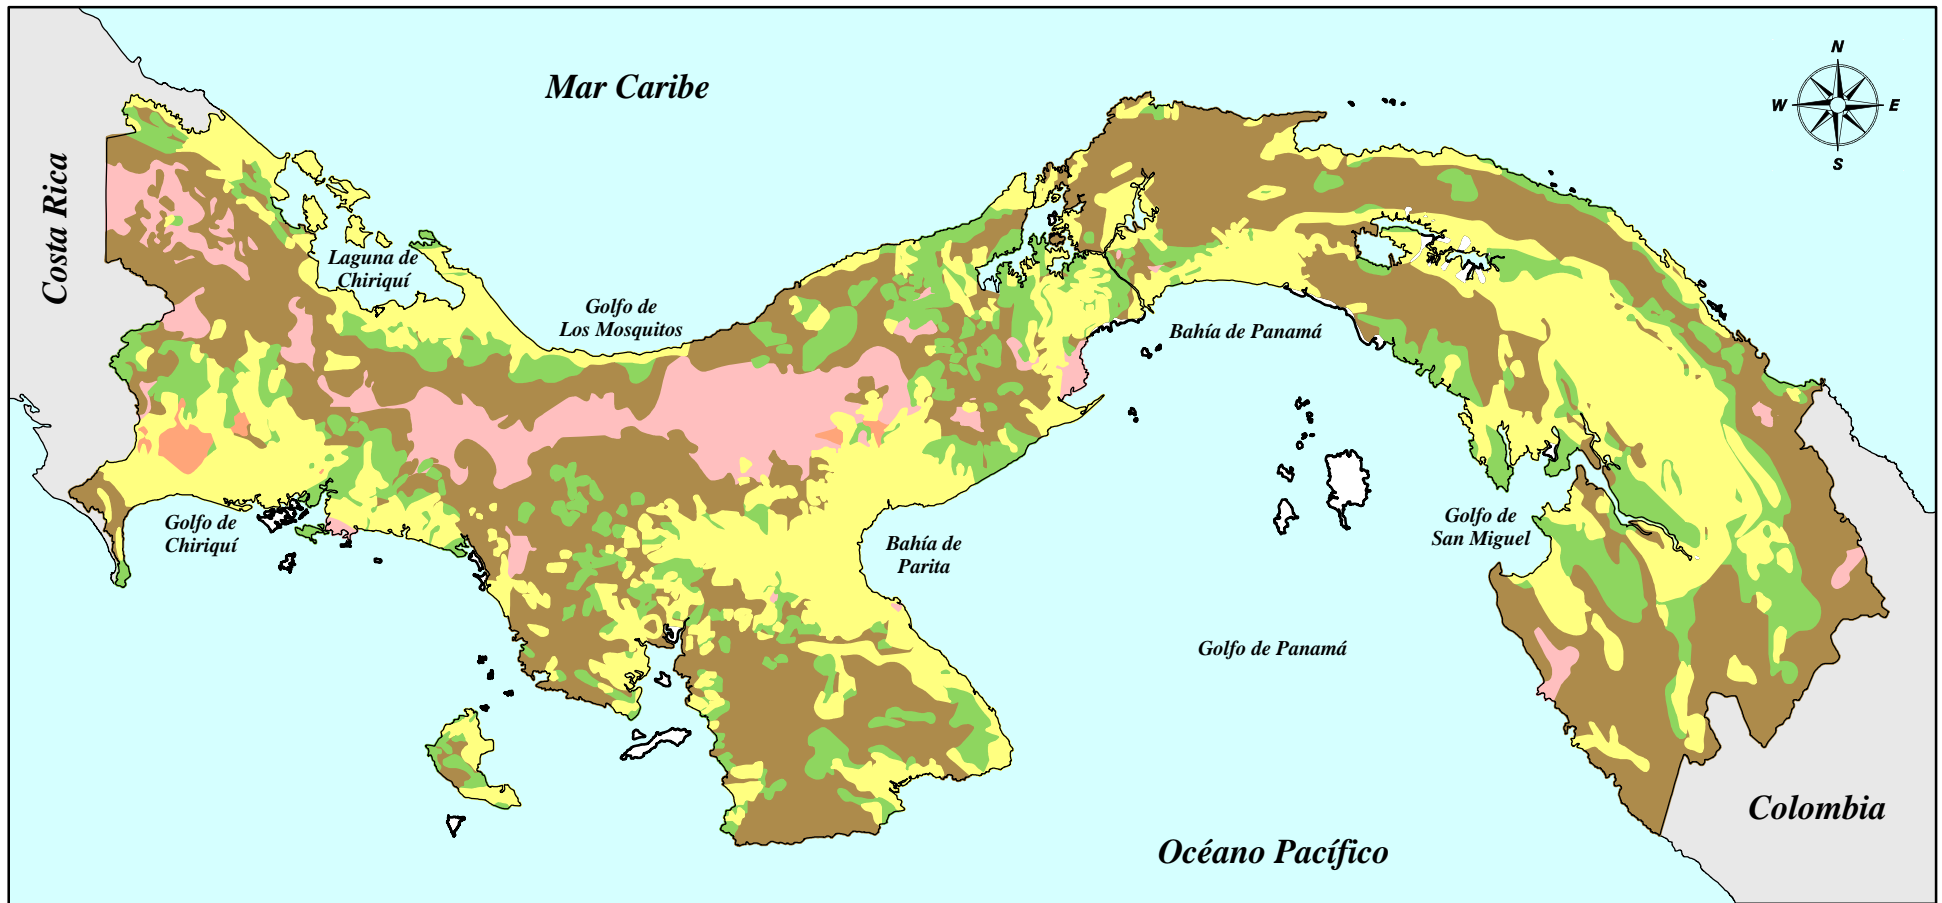 Mar Caribe
N
W
E
S
Costa Rica
Laguna de
Chiriquí
Golfo de
Los Mosquitos
Bahía de Panamá
Golfo de
Chiriquí
Bahía de
Parita
Golfo de
San Miguel
Golfo de Panamá
Colombia
Océano Pacífico